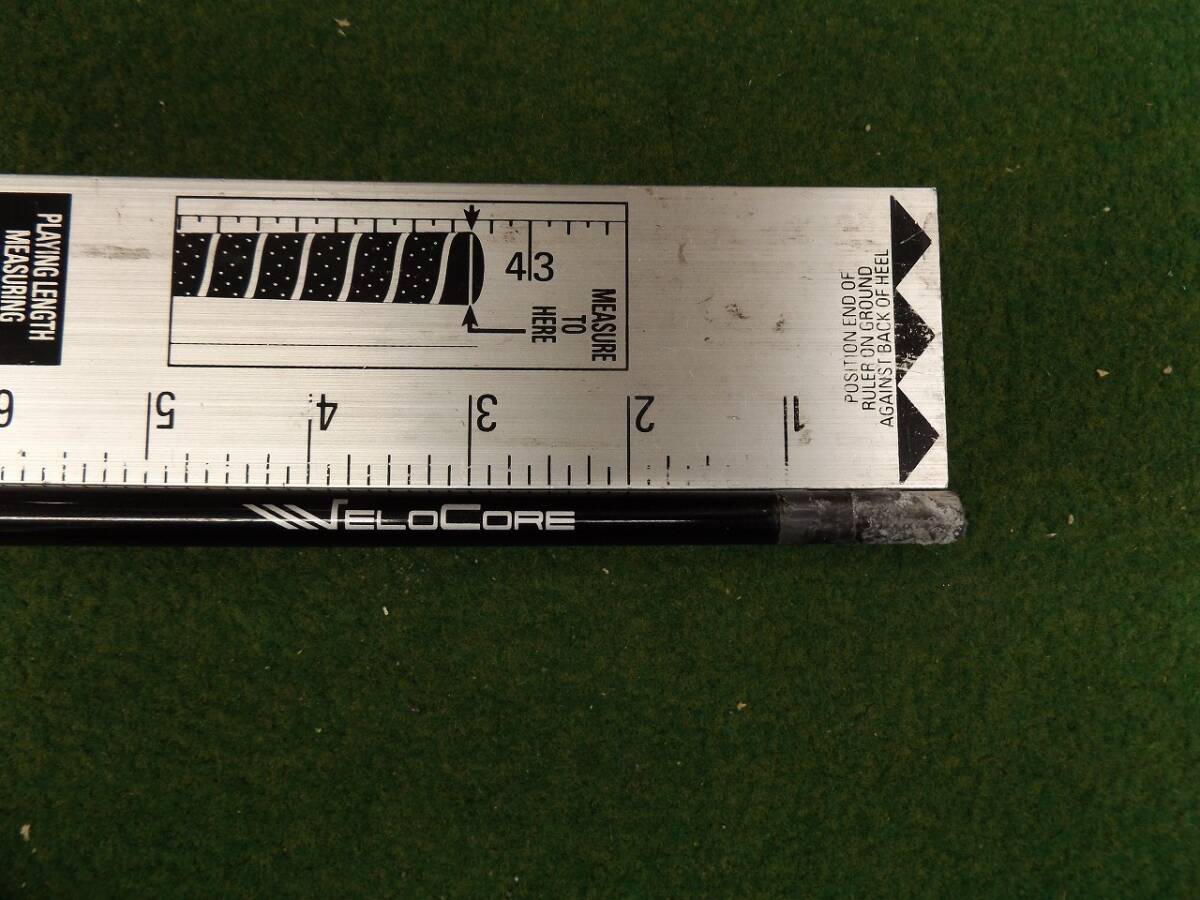 PLAYING LENGTH
MEASURING
43
MEASURE
TO
HERE
POSITION END OF
RULER ON GROUND
AGAINST BACK OF HEEL
6 5 4 3 2 1
VELOCORE